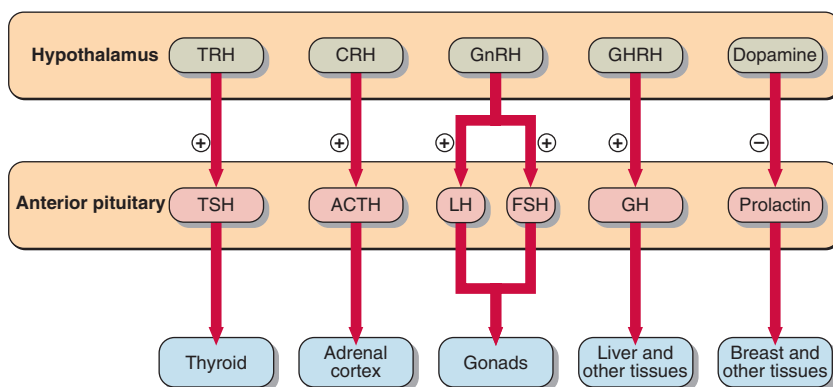 Hypothalamus TRH CRH GnRH GHRH Dopamine
+ + + + + −
Anterior pituitary TSH ACTH LH FSH GH Prolactin
Thyroid
Adrenal
cortex
Gonads
Liver and
other tissues
Breast and
other tissues